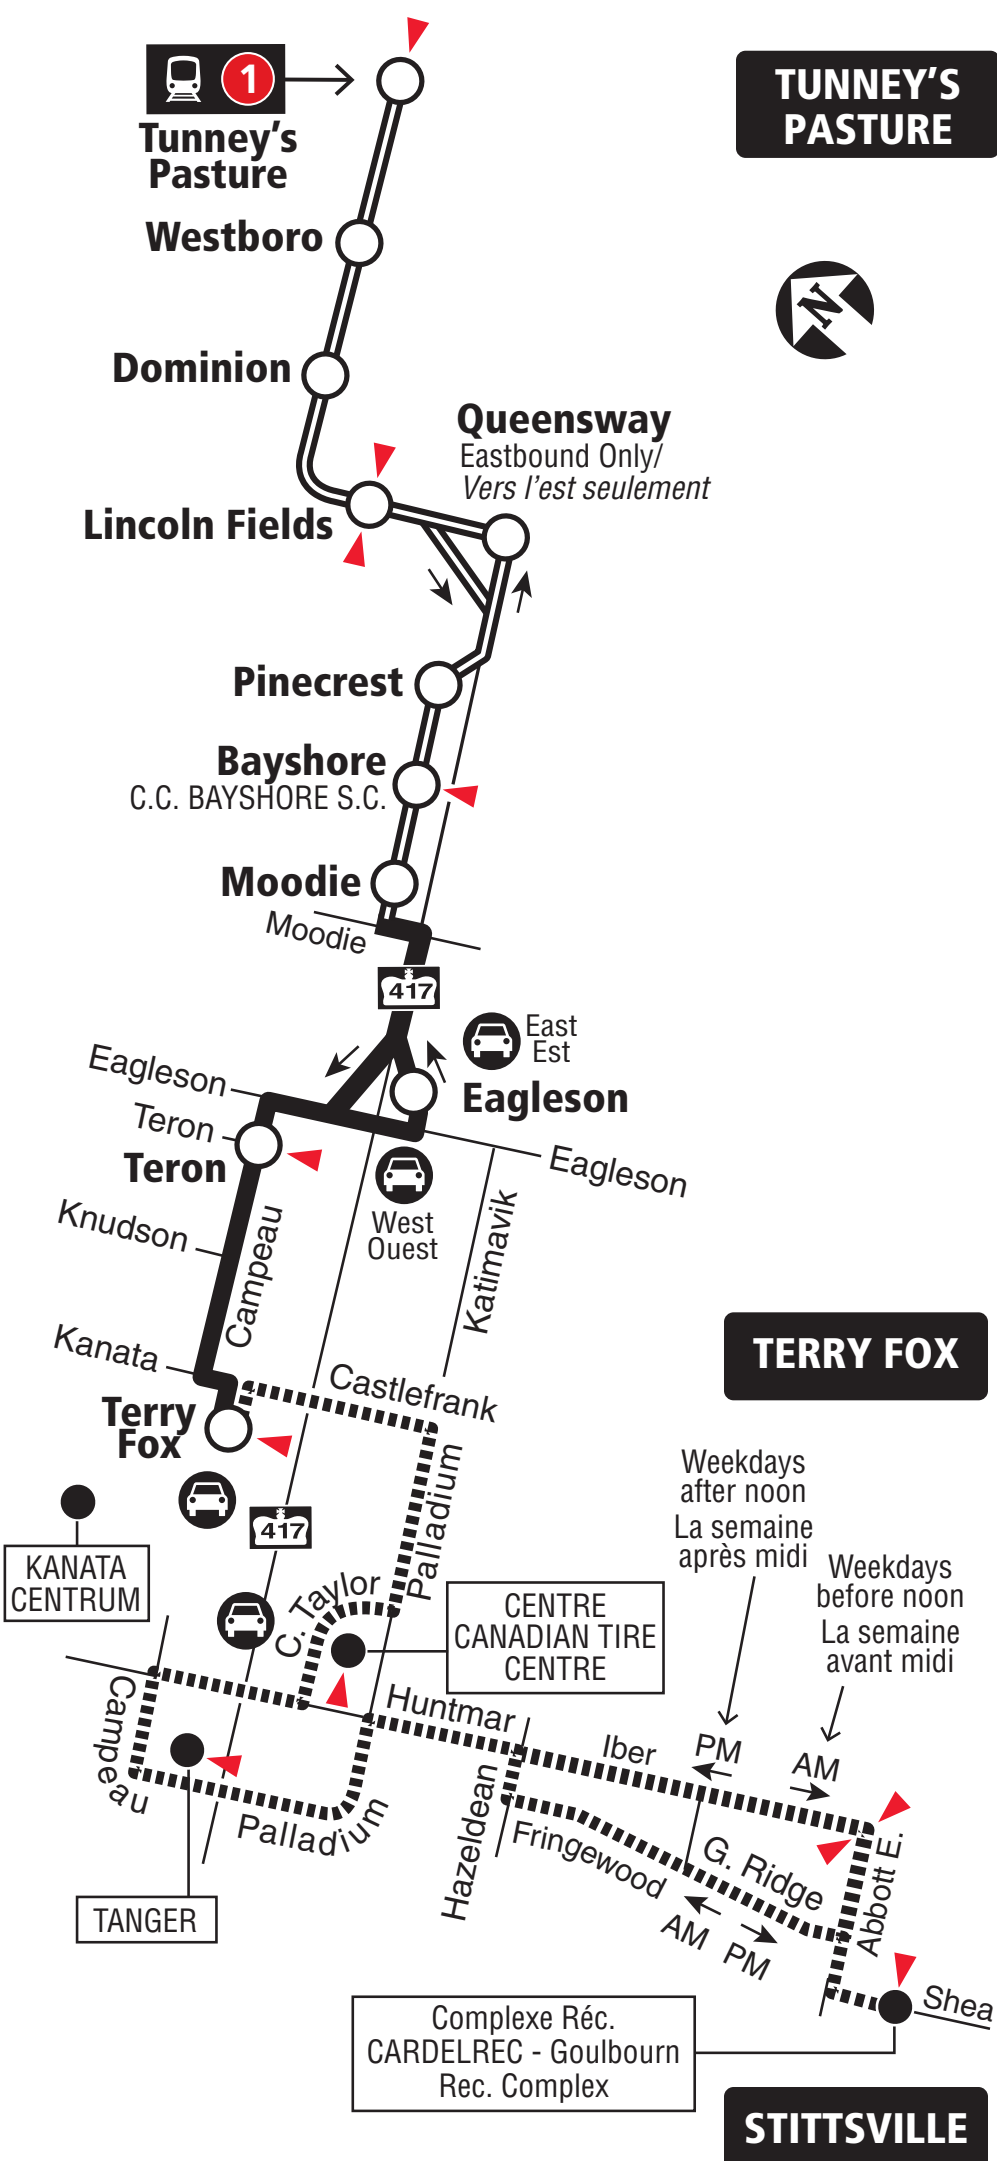 1
Tunney's
Pasture
TUNNEY'S
PASTURE
Westboro
N
Dominion
Queensway
Eastbound Only/
Vers l'est seulement
Lincoln Fields
Pinecrest
Bayshore
C.C. BAYSHORE S.C.
Moodie
Moodie
417
East
Est
Eagleson
Eagleson
Teron
Teron
Eagleson
West
Ouest
Knudson
Campeau
Katimavik
Kanata
TERRY FOX
Castlefrank
Terry
Fox
Palladium
417
Weekdays
after noon
La semaine
après midi
KANATA
CENTRUM
Weekdays
before noon
La semaine
avant midi
C. Taylor
CENTRE
CANADIAN TIRE
CENTRE
Campeau
Huntmar
Iber
PM
AM
Palladium
Hazeldean
Fringewood
G. Ridge
Abbott E.
TANGER
AM
PM
Shea
Complexe Réc.
CARDELREC - Goulbourn
Rec. Complex
STITTSVILLE